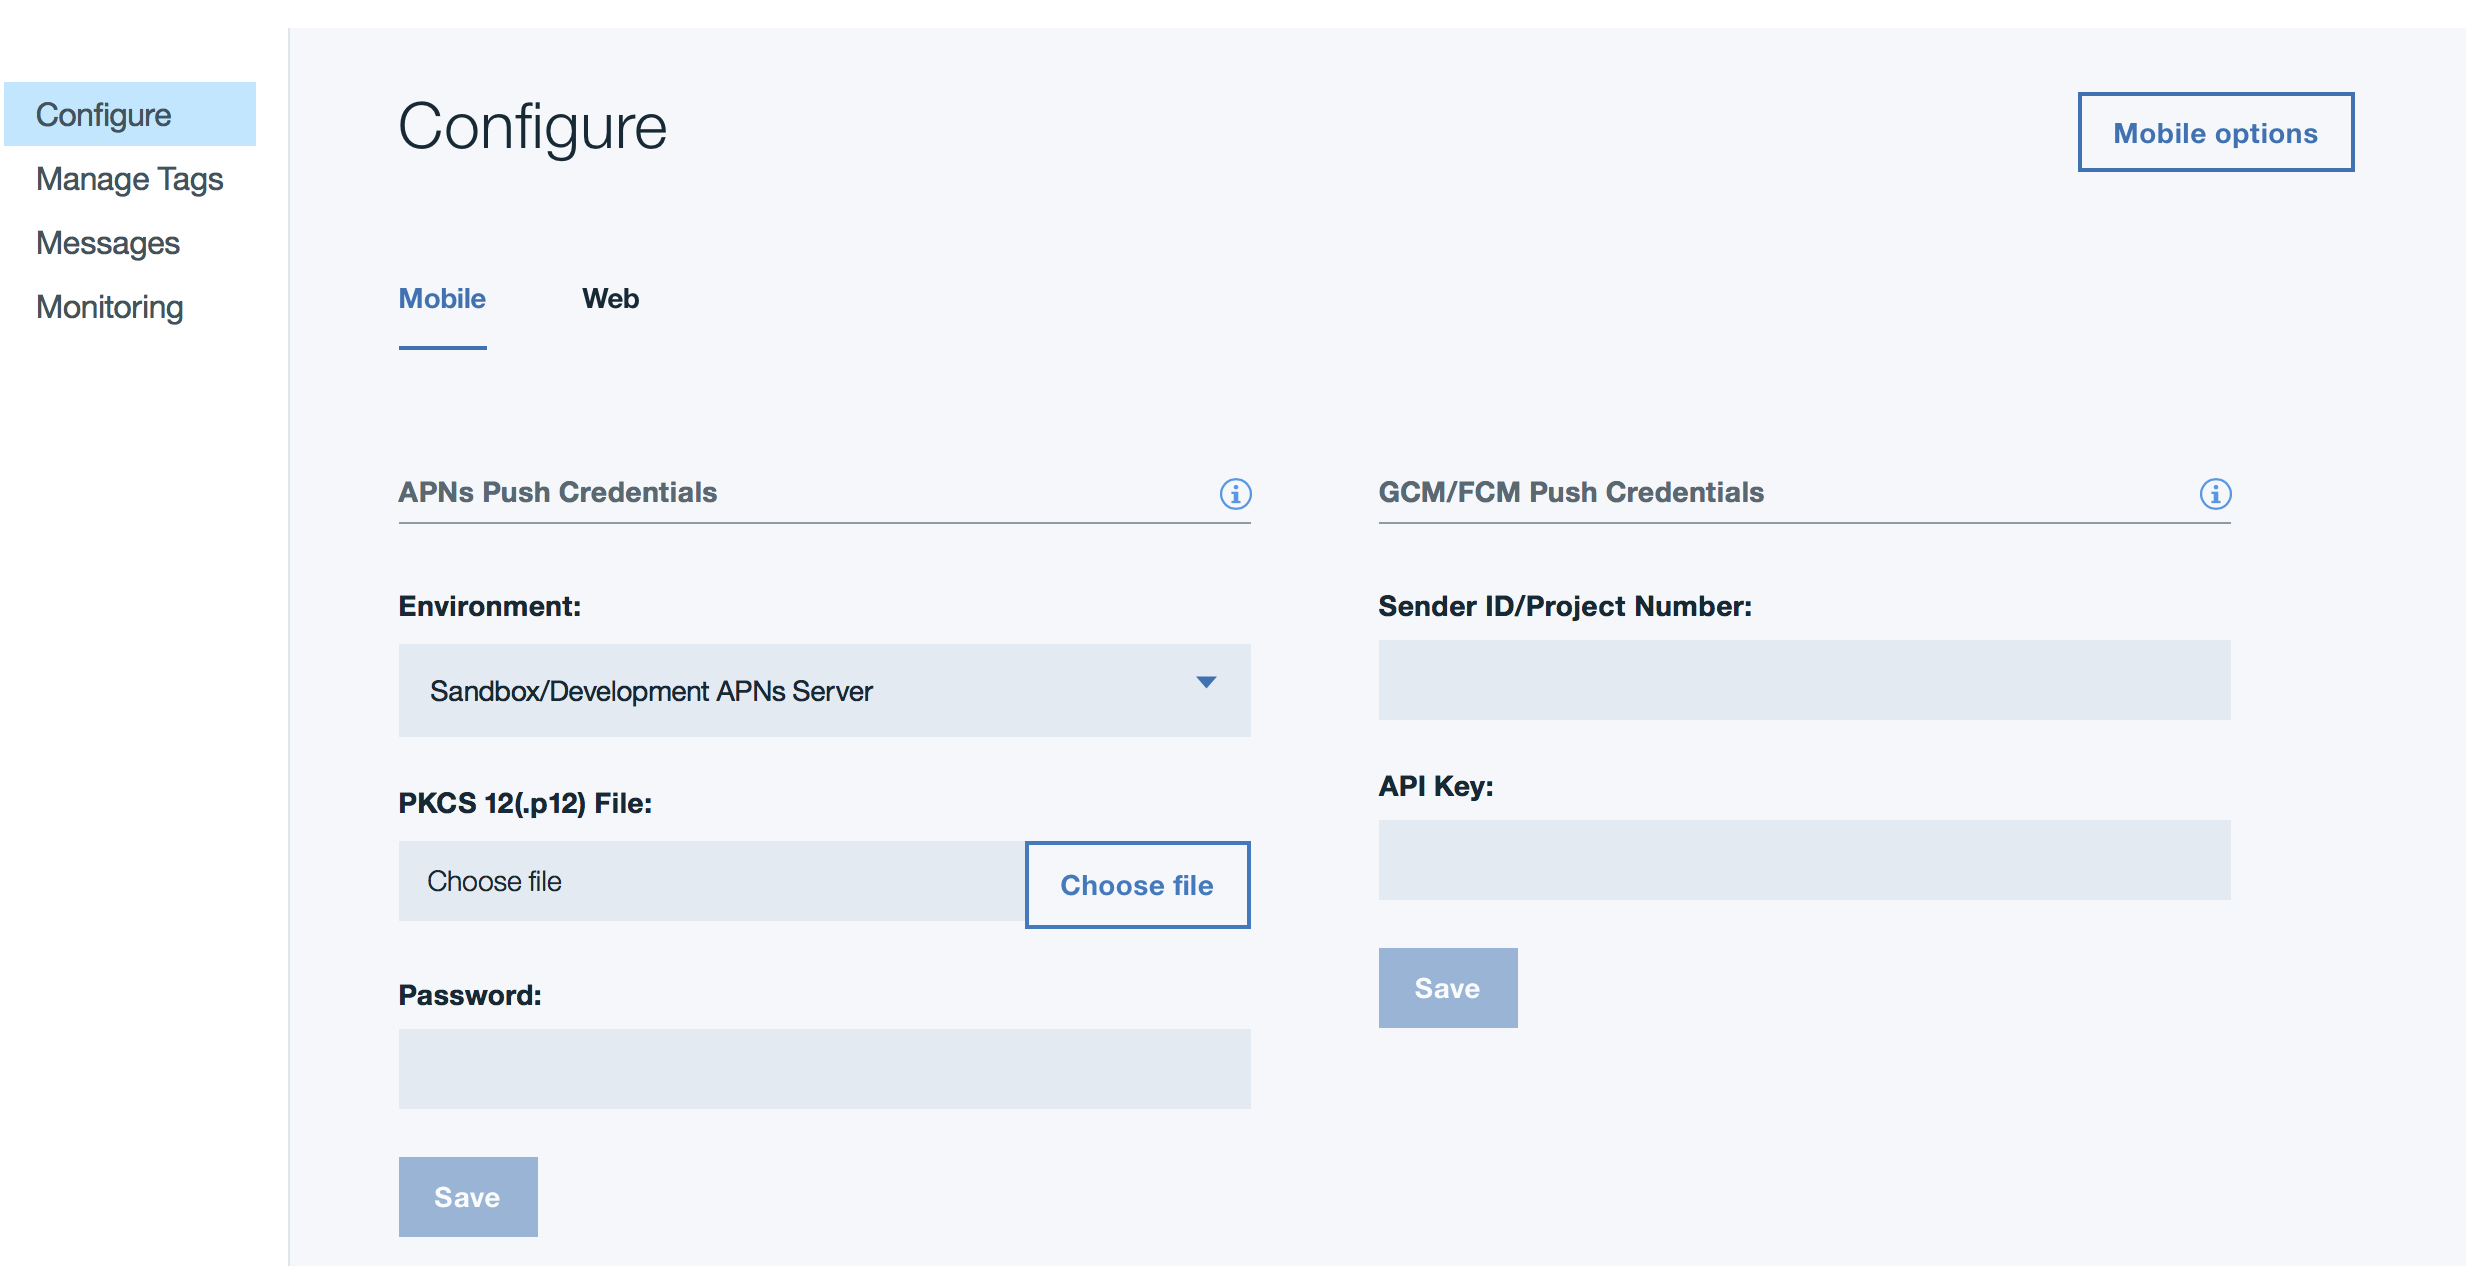 Configure
Manage Tags
Messages
Monitoring
Configure
Mobile options
Mobile
Web
APNs Push Credentials
Environment:
Sandbox/Development APNs Server
PKCS 12(.p12) File:
Choose file
Choose file
Password:
Save
GCM/FCM Push Credentials
Sender ID/Project Number:
API Key:
Save